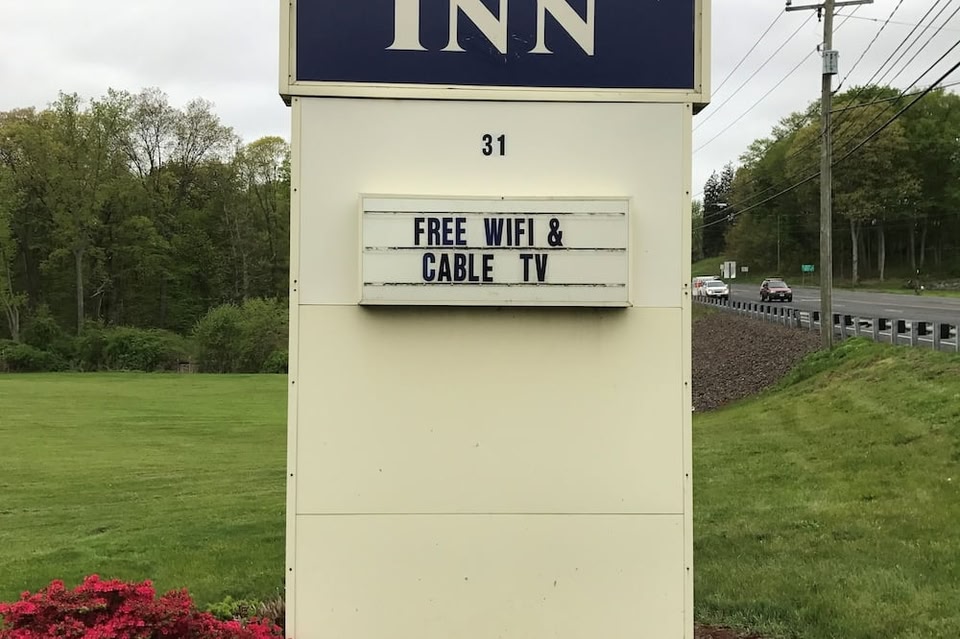 INN
31
FREE WIFI &
CABLE TV